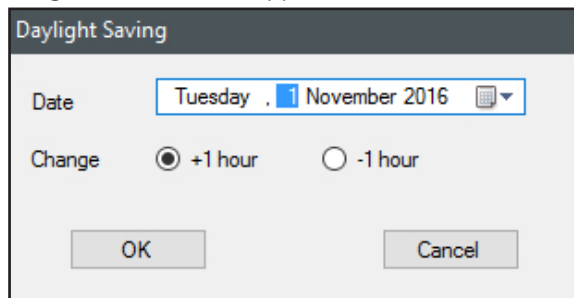 Daylight Saving
Date Tuesday , 1 November 2016
Change +1 hour -1 hour
OK Cancel